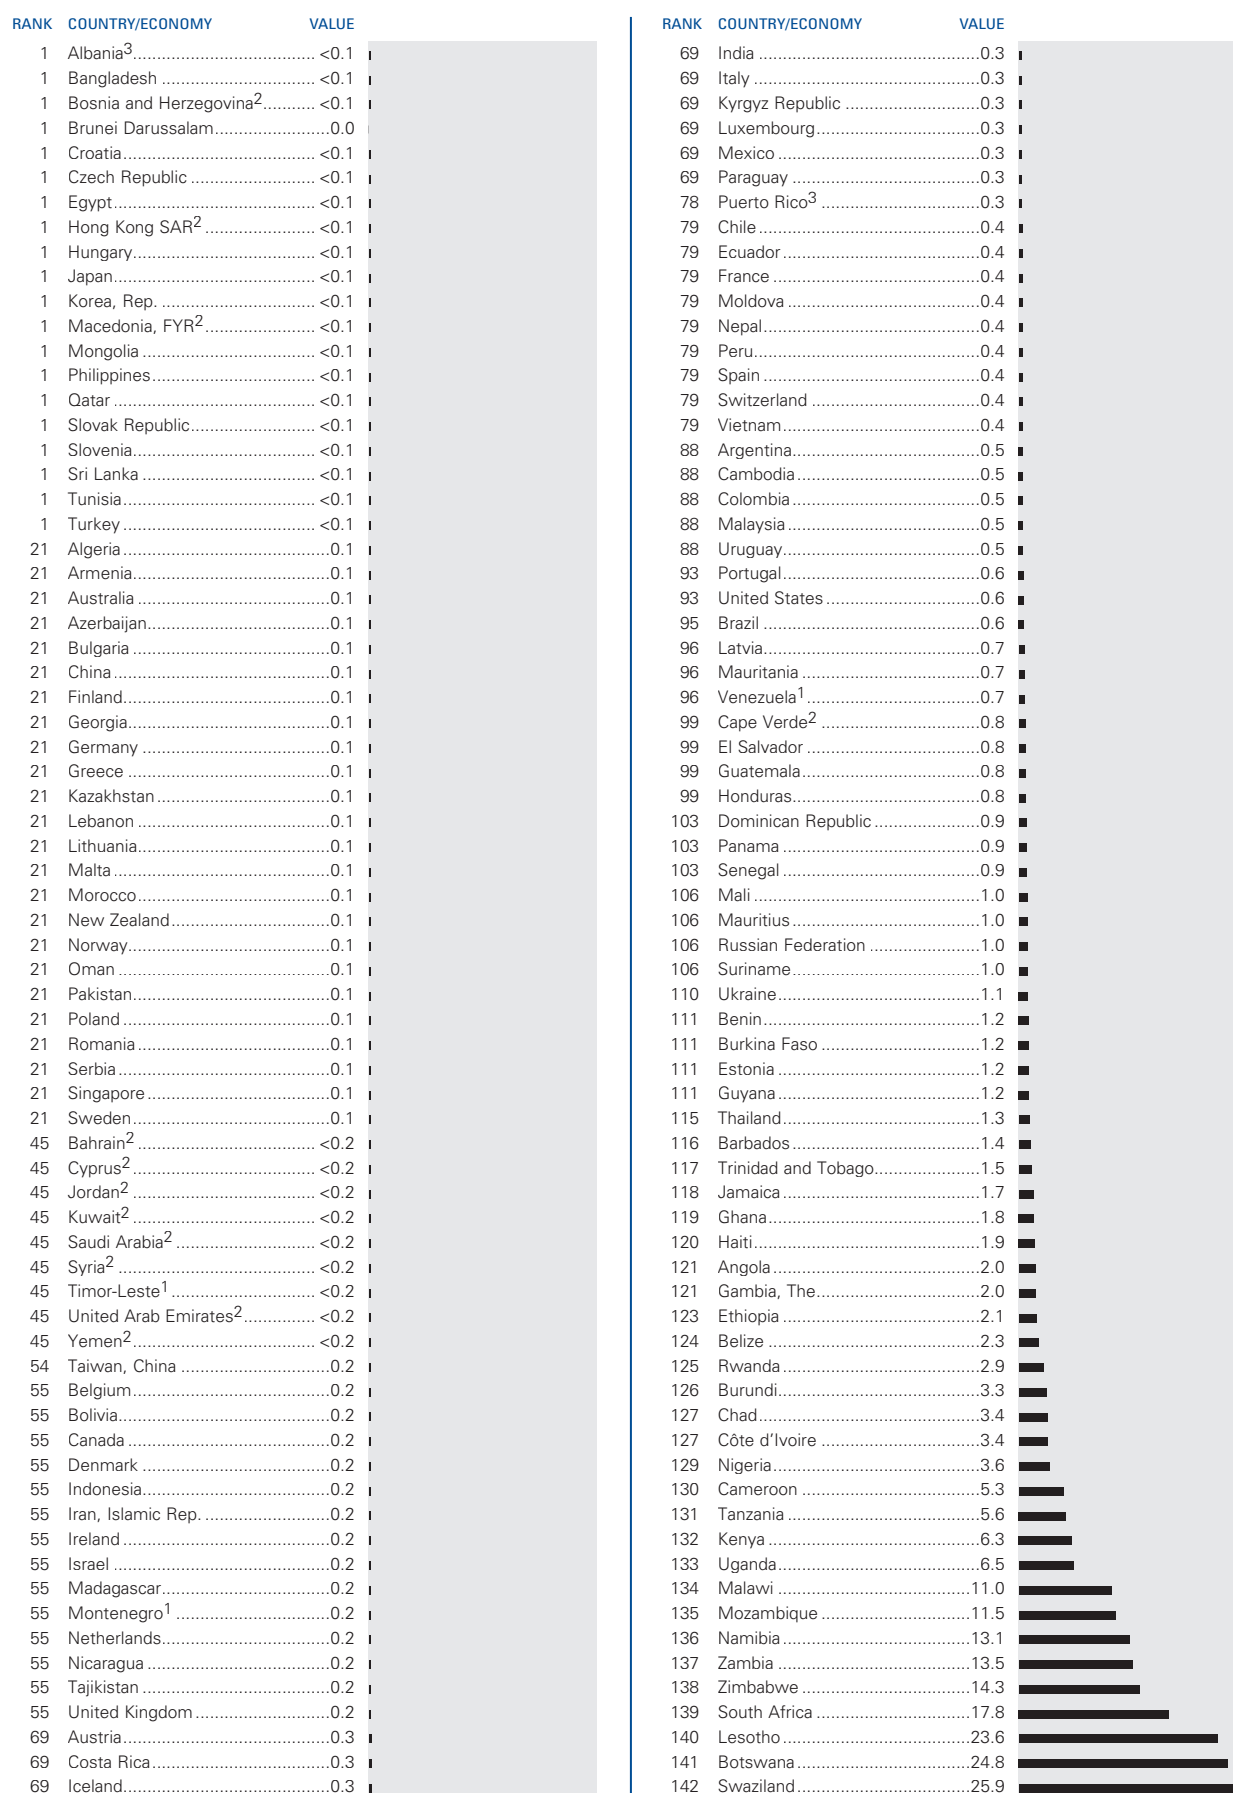 RANK COUNTRY/ECONOMY VALUE
1 Albania3 <0.1
1 Bangladesh <0.1
1 Bosnia and Herzegovina2 <0.1
1 Brunei Darussalam 0.0
1 Croatia <0.1
1 Czech Republic <0.1
1 Egypt <0.1
1 Hong Kong SAR2 <0.1
1 Hungary <0.1
1 Japan <0.1
1 Korea, Rep. <0.1
1 Macedonia, FYR2 <0.1
1 Mongolia <0.1
1 Philippines <0.1
1 Qatar <0.1
1 Slovak Republic <0.1
1 Slovenia <0.1
1 Sri Lanka <0.1
1 Tunisia <0.1
1 Turkey <0.1
21 Algeria 0.1
21 Armenia 0.1
21 Australia 0.1
21 Azerbaijan 0.1
21 Bulgaria 0.1
21 China 0.1
21 Finland 0.1
21 Georgia 0.1
21 Germany 0.1
21 Greece 0.1
21 Kazakhstan 0.1
21 Lebanon 0.1
21 Lithuania 0.1
21 Malta 0.1
21 Morocco 0.1
21 New Zealand 0.1
21 Norway 0.1
21 Oman 0.1
21 Pakistan 0.1
21 Poland 0.1
21 Romania 0.1
21 Serbia 0.1
21 Singapore 0.1
21 Sweden 0.1
45 Bahrain2 <0.2
45 Cyprus2 <0.2
45 Jordan2 <0.2
45 Kuwait2 <0.2
45 Saudi Arabia2 <0.2
45 Syria2 <0.2
45 Timor-Leste1 <0.2
45 United Arab Emirates2 <0.2
45 Yemen2 <0.2
54 Taiwan, China 0.2
55 Belgium 0.2
55 Bolivia 0.2
55 Canada 0.2
55 Denmark 0.2
55 Indonesia 0.2
55 Iran, Islamic Rep. 0.2
55 Ireland 0.2
55 Israel 0.2
55 Madagascar 0.2
55 Montenegro1 0.2
55 Netherlands 0.2
55 Nicaragua 0.2
55 Tajikistan 0.2
55 United Kingdom 0.2
69 Austria 0.3
69 Costa Rica 0.3
69 Iceland 0.3
RANK COUNTRY/ECONOMY VALUE
69 India 0.3
69 Italy 0.3
69 Kyrgyz Republic 0.3
69 Luxembourg 0.3
69 Mexico 0.3
69 Paraguay 0.3
78 Puerto Rico3 0.3
79 Chile 0.4
79 Ecuador 0.4
79 France 0.4
79 Moldova 0.4
79 Nepal 0.4
79 Peru 0.4
79 Spain 0.4
79 Switzerland 0.4
79 Vietnam 0.4
88 Argentina 0.5
88 Cambodia 0.5
88 Colombia 0.5
88 Malaysia 0.5
88 Uruguay 0.5
93 Portugal 0.6
93 United States 0.6
95 Brazil 0.6
96 Latvia 0.7
96 Mauritania 0.7
96 Venezuela1 0.7
99 Cape Verde2 0.8
99 El Salvador 0.8
99 Guatemala 0.8
99 Honduras 0.8
103 Dominican Republic 0.9
103 Panama 0.9
103 Senegal 0.9
106 Mali 1.0
106 Mauritius 1.0
106 Russian Federation 1.0
106 Suriname 1.0
110 Ukraine 1.1
111 Benin 1.2
111 Burkina Faso 1.2
111 Estonia 1.2
111 Guyana 1.2
115 Thailand 1.3
116 Barbados 1.4
117 Trinidad and Tobago 1.5
118 Jamaica 1.7
119 Ghana 1.8
120 Haiti 1.9
121 Angola 2.0
121 Gambia, The 2.0
123 Ethiopia 2.1
124 Belize 2.3
125 Rwanda 2.9
126 Burundi 3.3
127 Chad 3.4
127 Côte d'Ivoire 3.4
129 Nigeria 3.6
130 Cameroon 5.3
131 Tanzania 5.6
132 Kenya 6.3
133 Uganda 6.5
134 Malawi 11.0
135 Mozambique 11.5
136 Namibia 13.1
137 Zambia 13.5
138 Zimbabwe 14.3
139 South Africa 17.8
140 Lesotho 23.6
141 Botswana 24.8
142 Swaziland 25.9